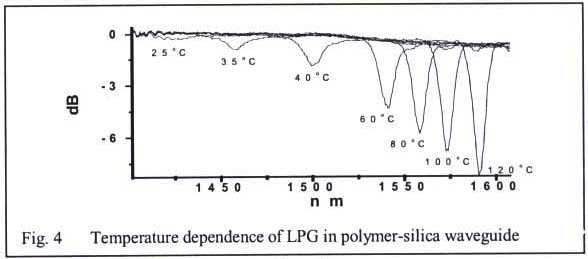 0
-3
-6
dB
25°C
35°C
40°C
60°C
80°C
100°C
120°C
1450 1500 1550 1600
nm
Fig. 4 Temperature dependence of LPG in polymer-silica waveguide